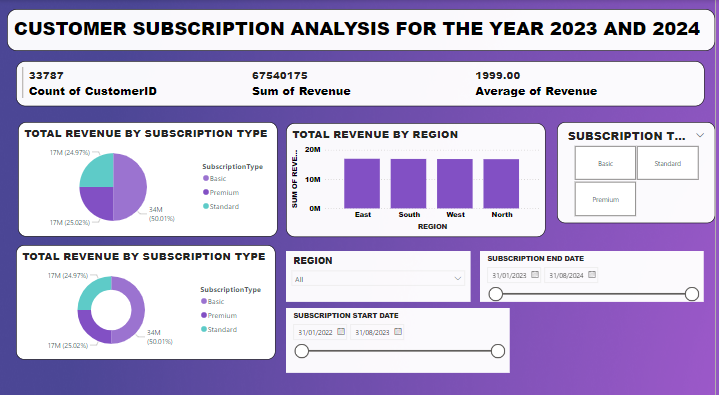 CUSTOMER SUBSCRIPTION ANALYSIS FOR THE YEAR 2023 AND 2024
33787
Count of CustomerID
67540175
Sum of Revenue
1999.00
Average of Revenue
TOTAL REVENUE BY SUBSCRIPTION TYPE
17M (24.97%)
17M (25.02%)
34M
(50.01%)
SubscriptionType
Basic
Premium
Standard
TOTAL REVENUE BY REGION
SUM OF REVE...
20M
10M
0M
East
South
West
North
REGION
SUBSCRIPTION T...
Basic
Standard
Premium
TOTAL REVENUE BY SUBSCRIPTION TYPE
17M (24.97%)
17M (25.02%)
34M
(50.01%)
SubscriptionType
Basic
Premium
Standard
REGION
All
SUBSCRIPTION END DATE
31/01/2023
31/08/2024
SUBSCRIPTION START DATE
31/01/2022
31/08/2023